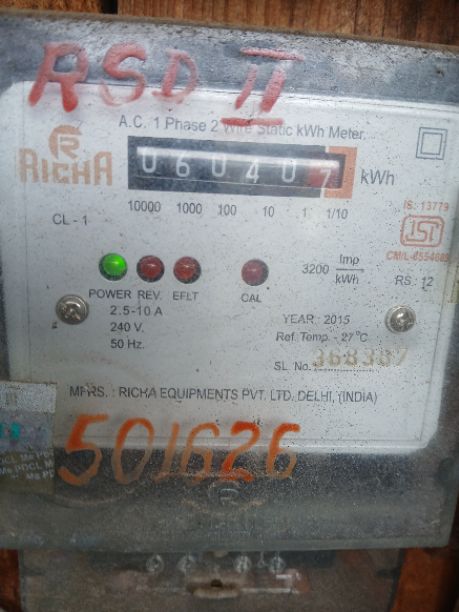 RSD II
A.C. 1 Phase 2 Wire Static kWh Meter.
RICHA
060407 kWh
10000 1000 100 10 1 1/10
IS: 13779
ISI
CL - 1
3200 Imp/kWh
RS: 12
POWER REV. EFLT CAL
2.5-10 A
240 V.
50 Hz.
YEAR : 2015
Ref. Temp. - 27°C
SL. No. 368387
MFRS. : RICHA EQUIPMENTS PVT. LTD. DELHI, (INDIA)
501626